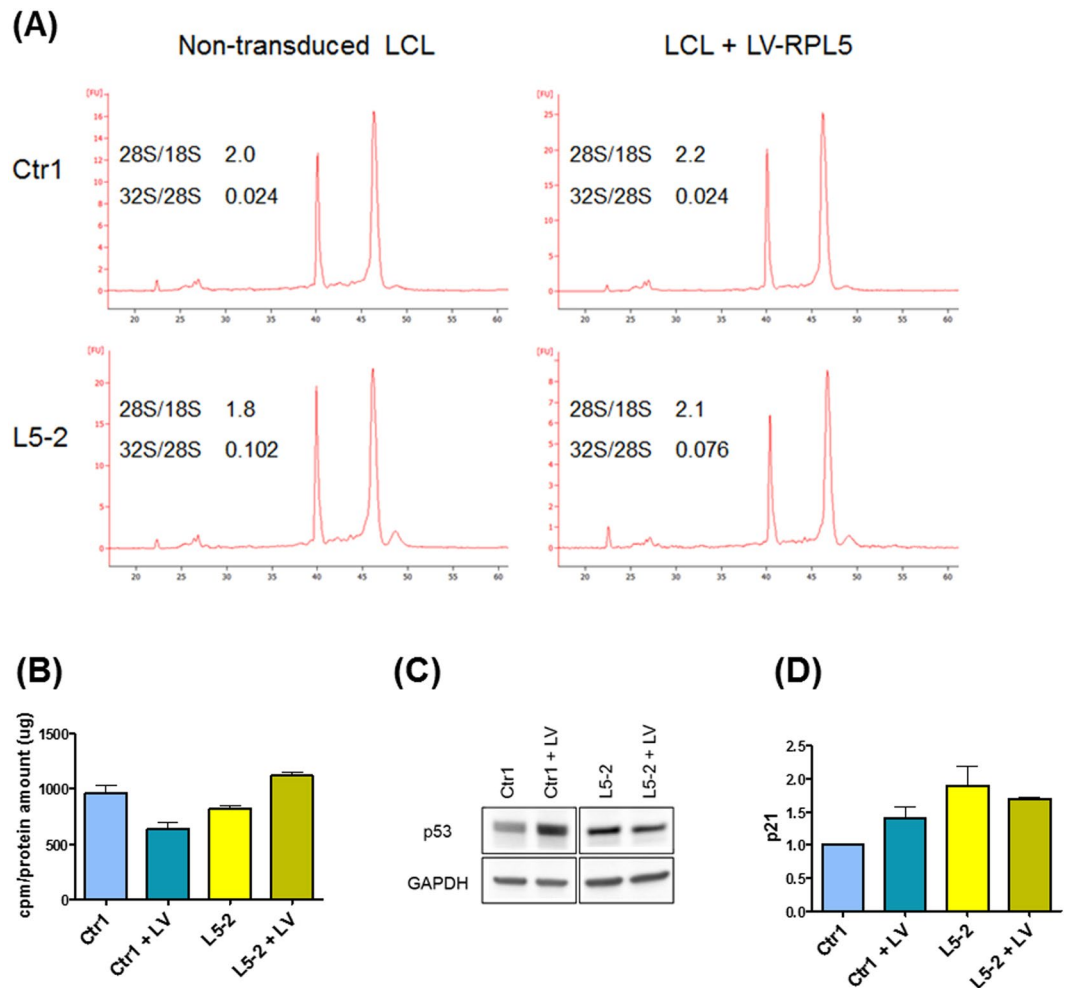 (A)
Non-transduced LCL
LCL + LV-RPL5
Ctr1
[FU]
16
14
12
10
8
6
4
2
0
28S/18S 2.0
32S/28S 0.024
20 25 30 35 40 45 50 55 60
[FU]
25
20
15
10
5
0
28S/18S 2.2
32S/28S 0.024
20 25 30 35 40 45 50 55 60
L5-2
[FU]
20
15
10
5
0
28S/18S 1.8
32S/28S 0.102
20 25 30 35 40 45 50 55 60
[FU]
8
7
6
5
4
3
2
1
0
28S/18S 2.1
32S/28S 0.076
20 25 30 35 40 45 50 55 60
(B)
cpm/protein amount (ug)
1500
1000
500
0
Ctr1
Ctr1 + LV
L5-2
L5-2 + LV
(C)
Ctr1
Ctr1 + LV
L5-2
L5-2 + LV
p53
GAPDH
(D)
p21
2.5
2.0
1.5
1.0
0.5
0.0
Ctr1
Ctr1 + LV
L5-2
L5-2 + LV